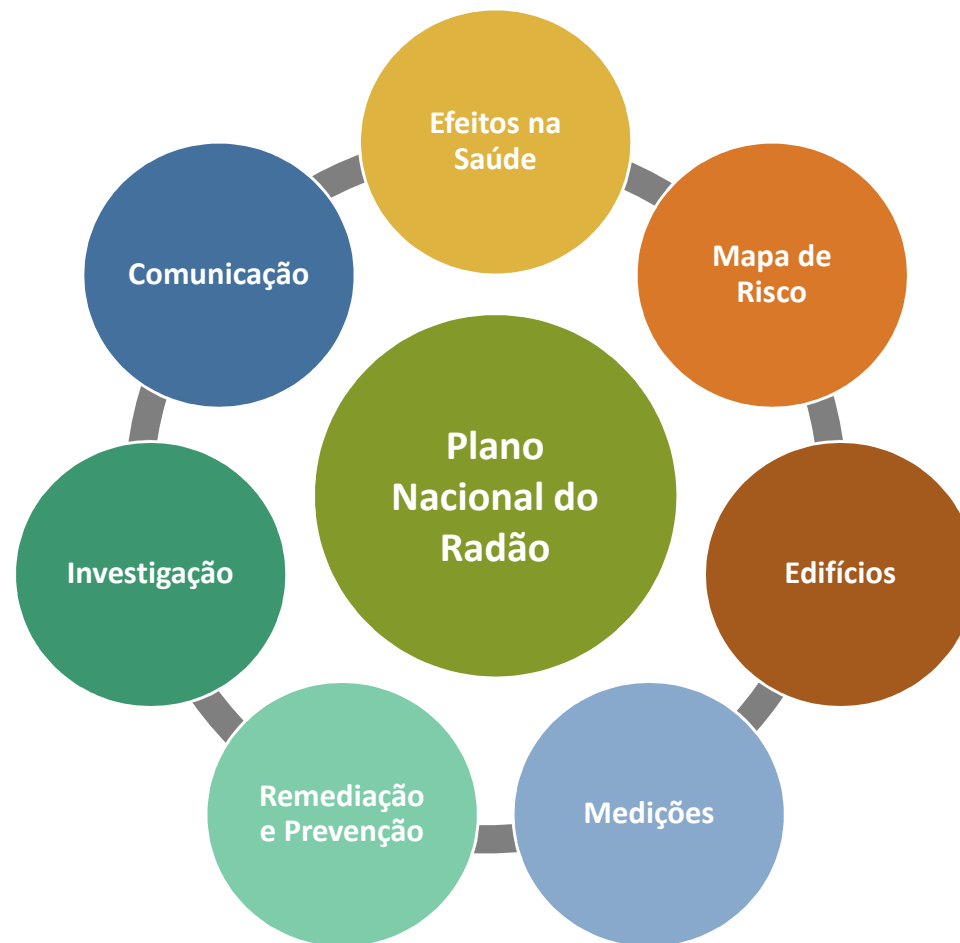 Efeitos na
Saúde
Mapa de
Risco
Edifícios
Medições
Remediação
e Prevenção
Investigação
Comunicação
Plano
Nacional do
Radão